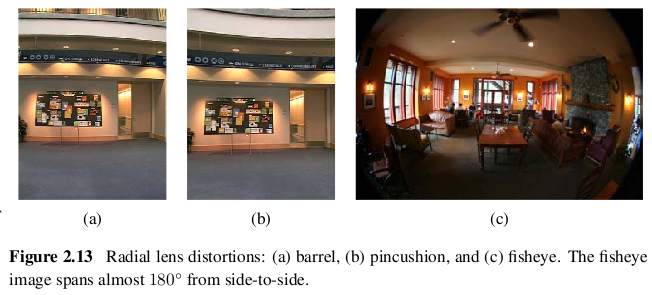 (a)
(b)
(c)
Figure 2.13 Radial lens distortions: (a) barrel, (b) pincushion, and (c) fisheye. The fisheye
image spans almost 180° from side-to-side.